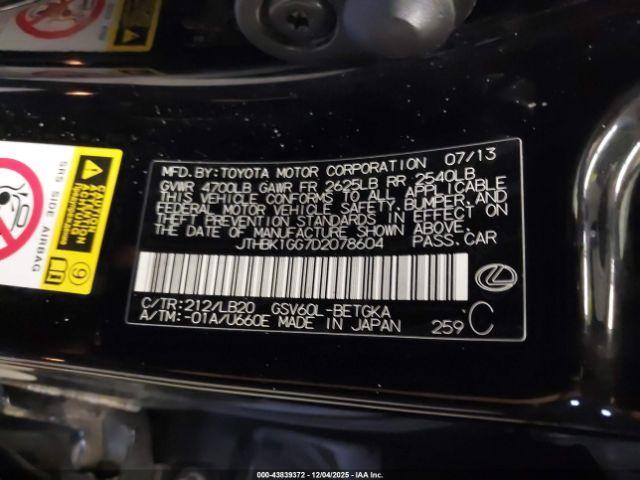 MFD. BY: TOYOTA MOTOR CORPORATION 07/13
GVWR 4700LB GAWR FR 2625LB RR 2540LB
THIS VEHICLE CONFORMS TO ALL APPLICABLE
FEDERAL MOTOR VEHICLE SAFETY, BUMPER, AND
THEFT PREVENTION STANDARDS IN EFFECT ON
THE DATE OF MANUFACTURE SHOWN ABOVE.
JTHBK1GG7D2078604 PASS. CAR
C/TR: 212/LB20 GSV60L-BETGKA
A/TM: -01A/U660E MADE IN JAPAN 259 C
SRS SIDE AIRBAG
CAUTION
9
000-43839372 | 12/04/2025 | IAA, Inc.